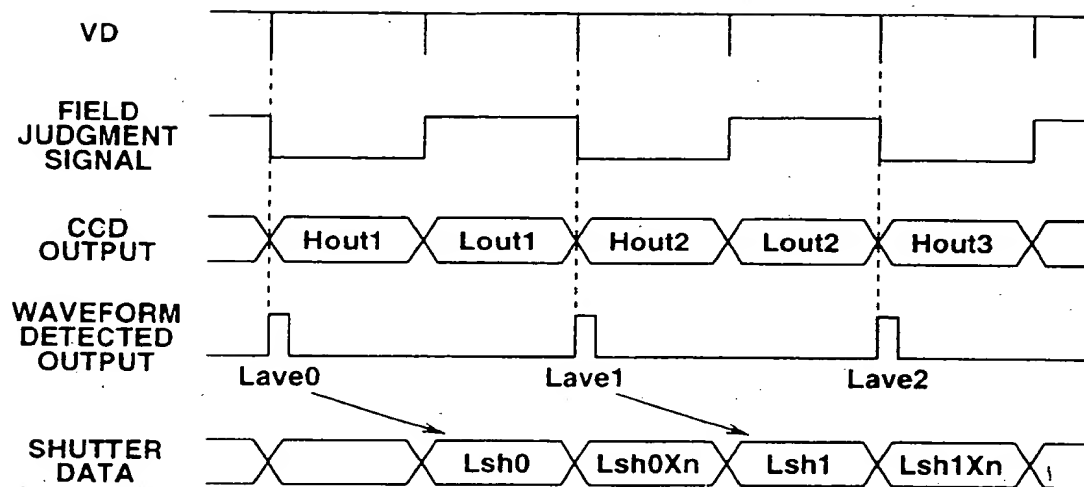 VD
FIELD
JUDGMENT
SIGNAL
CCD
OUTPUT
Hout1 Lout1 Hout2 Lout2 Hout3
WAVEFORM
DETECTED
OUTPUT
Lave0 Lave1 Lave2
SHUTTER
DATA
Lsh0 Lsh0Xn Lsh1 Lsh1Xn